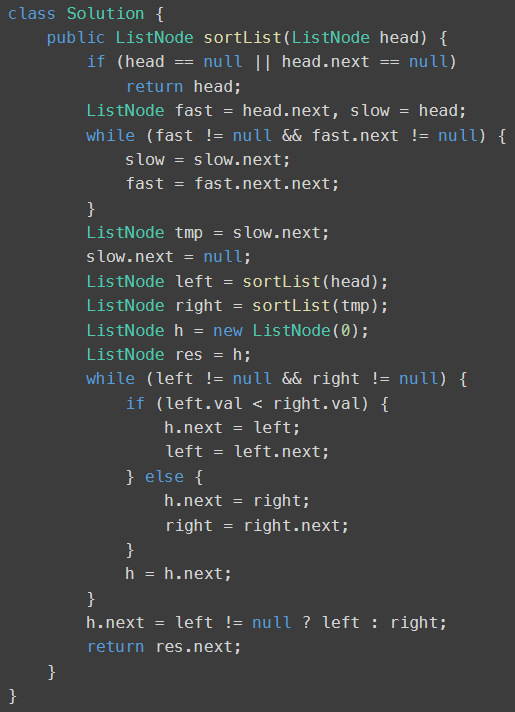 class Solution {
    public ListNode sortList(ListNode head) {
        if (head == null || head.next == null)
            return head;
        ListNode fast = head.next, slow = head;
        while (fast != null && fast.next != null) {
            slow = slow.next;
            fast = fast.next.next;
        }
        ListNode tmp = slow.next;
        slow.next = null;
        ListNode left = sortList(head);
        ListNode right = sortList(tmp);
        ListNode h = new ListNode(0);
        ListNode res = h;
        while (left != null && right != null) {
            if (left.val < right.val) {
                h.next = left;
                left = left.next;
            } else {
                h.next = right;
                right = right.next;
            }
            h = h.next;
        }
        h.next = left != null ? left : right;
        return res.next;
    }
}